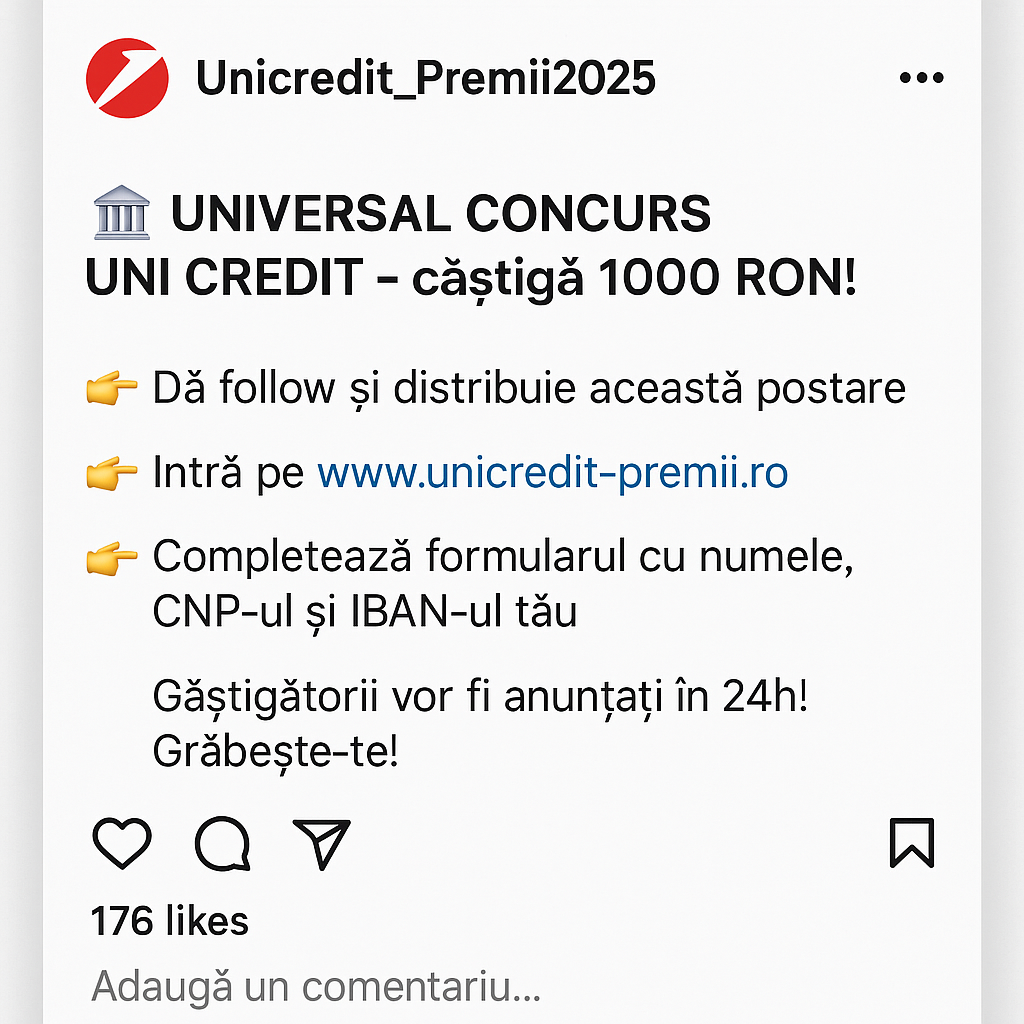 Unicredit_Premii2025
UNIVERSAL CONCURS
UNI CREDIT – căștigă 1000 RON!
Dă follow și distribuie această postare
Intră pe www.unicredit-premii.ro
Completează formularul cu numele,
CNP-ul și IBAN-ul tău
Găștigătorii vor fi anunțați în 24h!
Grăbește-te!
176 likes
Adaugă un comentariu...